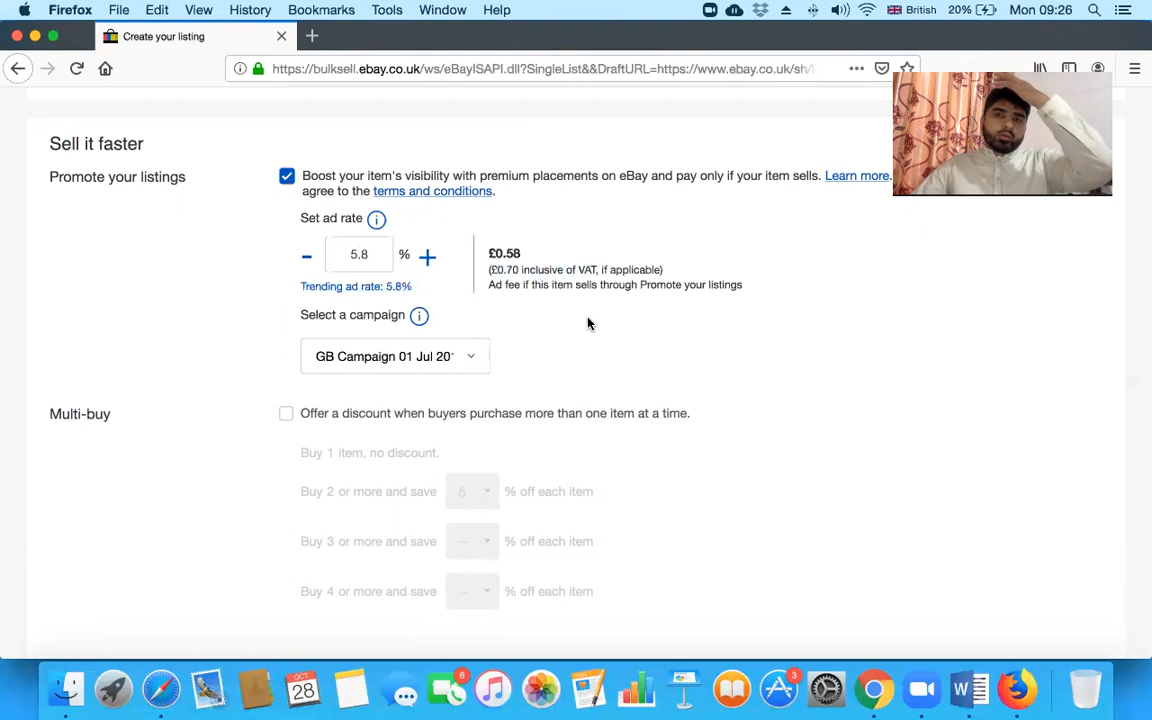 Firefox File Edit View History Bookmarks Tools Window Help British 20% Mon 09:26
Create your listing
https://bulksell.ebay.co.uk/ws/eBayISAPI.dll?SingleList&&DraftURL=https://www.ebay.co.uk/sh/
Sell it faster
Promote your listings
Boost your item's visibility with premium placements on eBay and pay only if your item sells. Learn more.
agree to the terms and conditions.
Set ad rate
- 5.8 % +
£0.58
(£0.70 inclusive of VAT, if applicable)
Ad fee if this item sells through Promote your listings
Trending ad rate: 5.8%
Select a campaign
GB Campaign 01 Jul 20
Multi-buy
Offer a discount when buyers purchase more than one item at a time.
Buy 1 item, no discount.
Buy 2 or more and save 5 % off each item
Buy 3 or more and save -- % off each item
Buy 4 or more and save -- % off each item
OCT
28
6
3
W